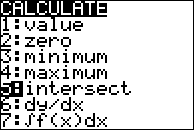 CALCULATE
1:value
2:zero
3:minimum
4:maximum
5:intersect
6:dy/dx
7:∫f(x)dx